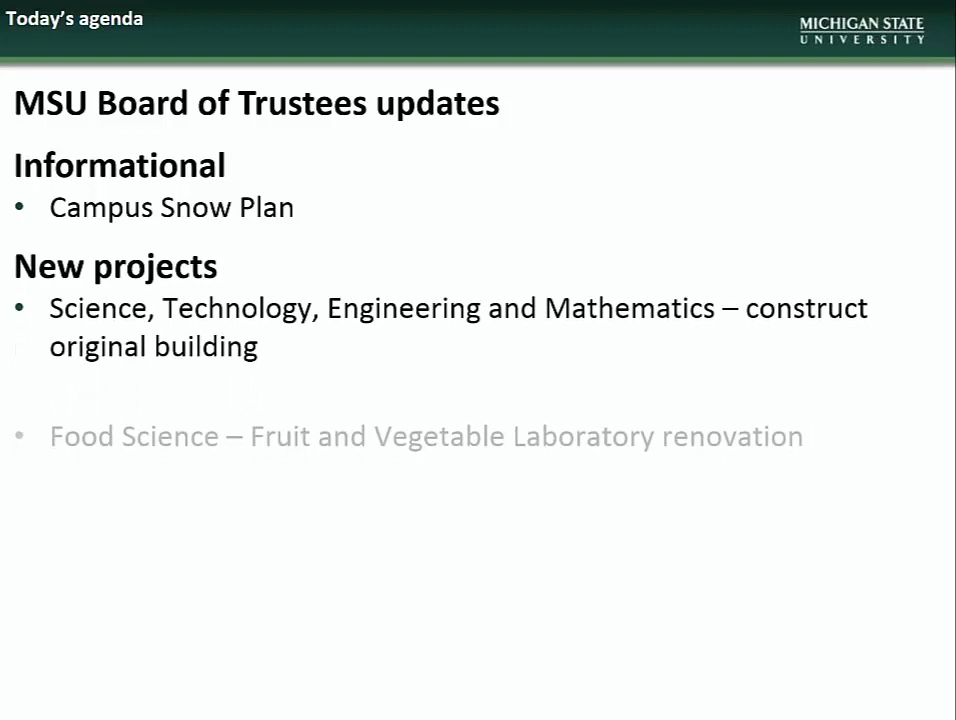 Today's agenda
MICHIGAN STATE
UNIVERSITY
MSU Board of Trustees updates
Informational
• Campus Snow Plan
New projects
• Science, Technology, Engineering and Mathematics – construct
original building
• Food Science – Fruit and Vegetable Laboratory renovation